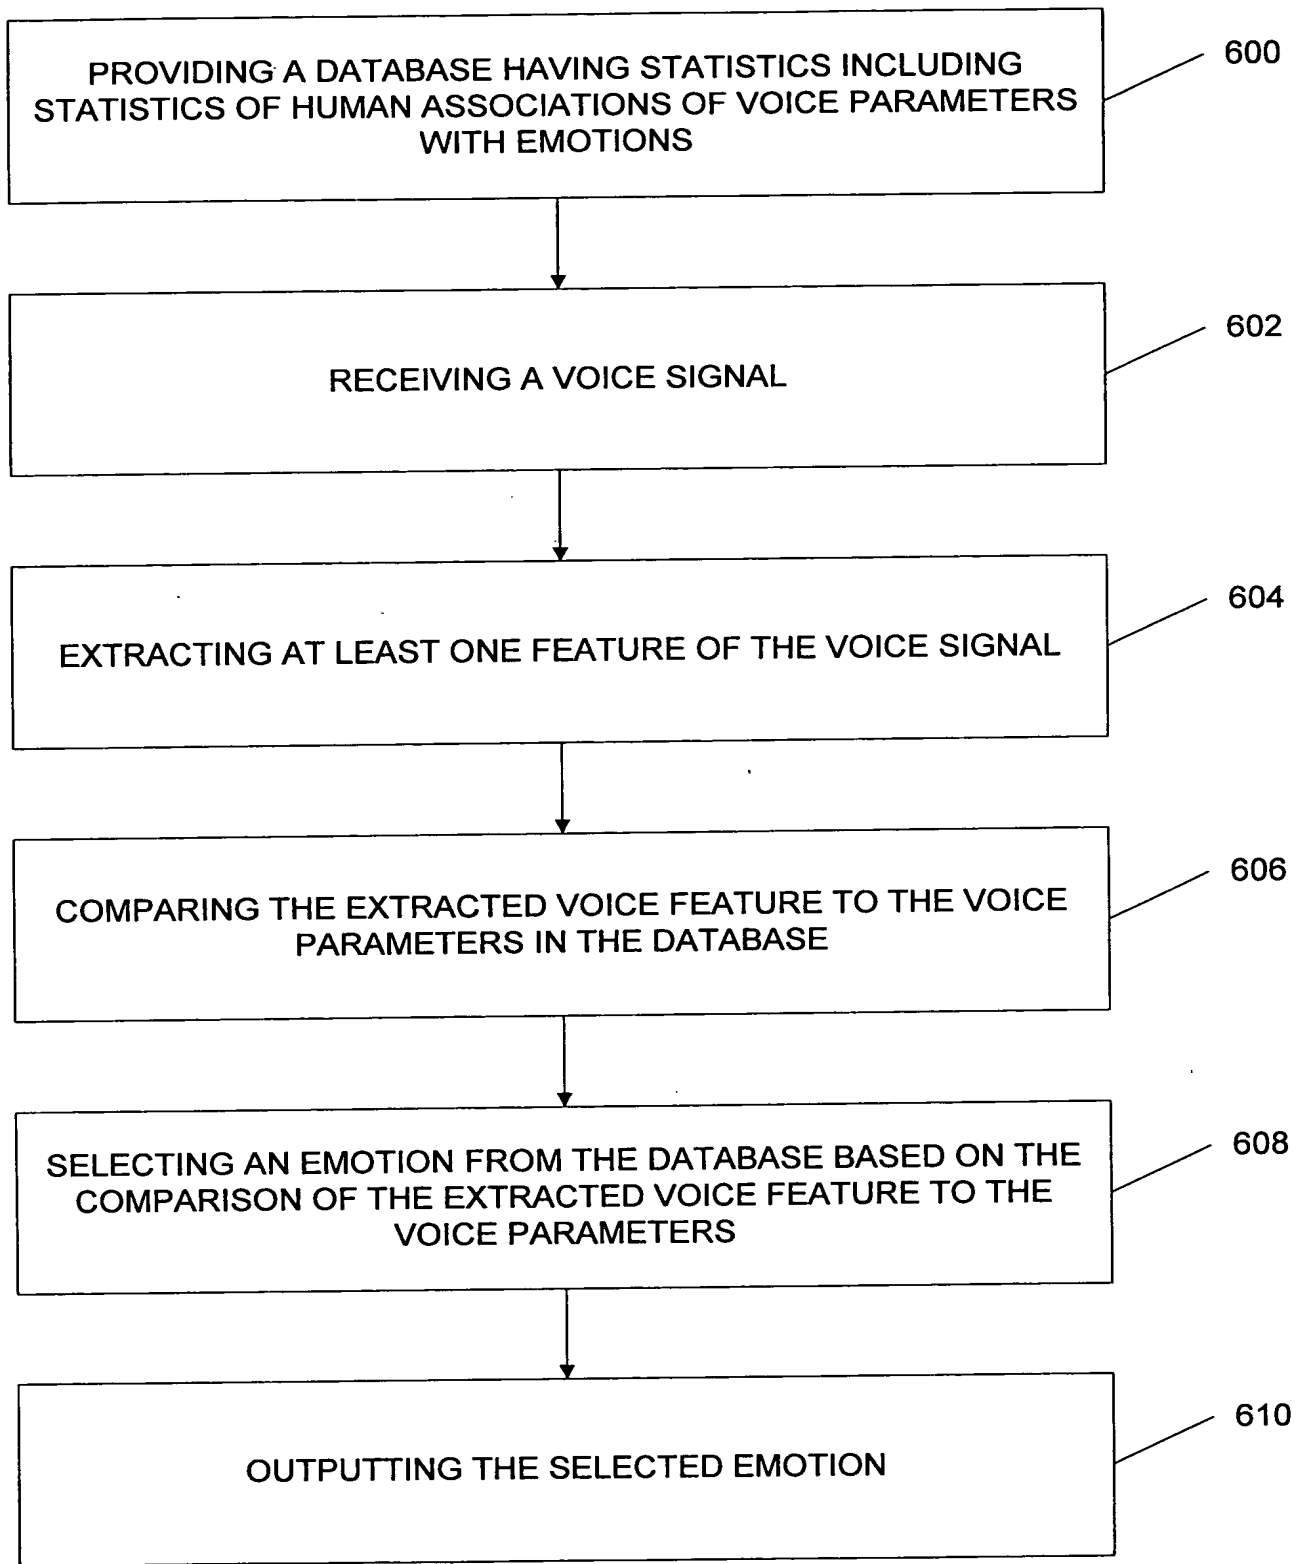 PROVIDING A DATABASE HAVING STATISTICS INCLUDING
STATISTICS OF HUMAN ASSOCIATIONS OF VOICE PARAMETERS
WITH EMOTIONS
600
RECEIVING A VOICE SIGNAL
602
EXTRACTING AT LEAST ONE FEATURE OF THE VOICE SIGNAL
604
COMPARING THE EXTRACTED VOICE FEATURE TO THE VOICE
PARAMETERS IN THE DATABASE
606
SELECTING AN EMOTION FROM THE DATABASE BASED ON THE
COMPARISON OF THE EXTRACTED VOICE FEATURE TO THE
VOICE PARAMETERS
608
OUTPUTTING THE SELECTED EMOTION
610